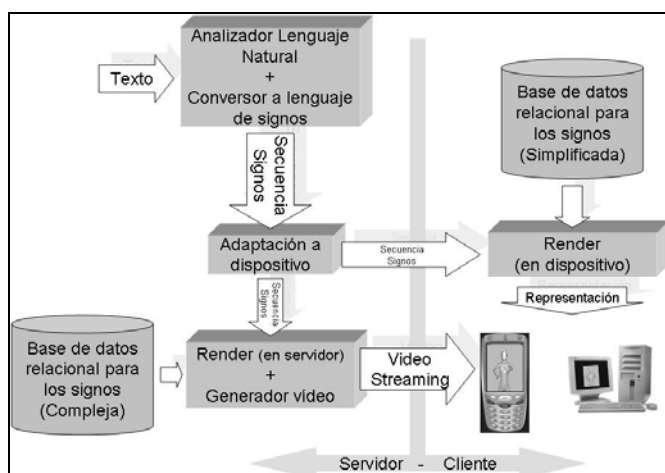 Analizador Lenguaje
Natural
+
Conversor a lenguaje
de signos
Texto
Base de datos
relacional para
los signos
(Simplificada)
Secuencia
Signos
Adaptación a
dispositivo
Secuencia
Signos
Render
(en dispositivo)
Secuencia
Signos
Representación
Base de datos
relacional para
los signos
(Compleja)
Render (en servidor)
+
Generador vídeo
Video
Streaming
Servidor - Cliente